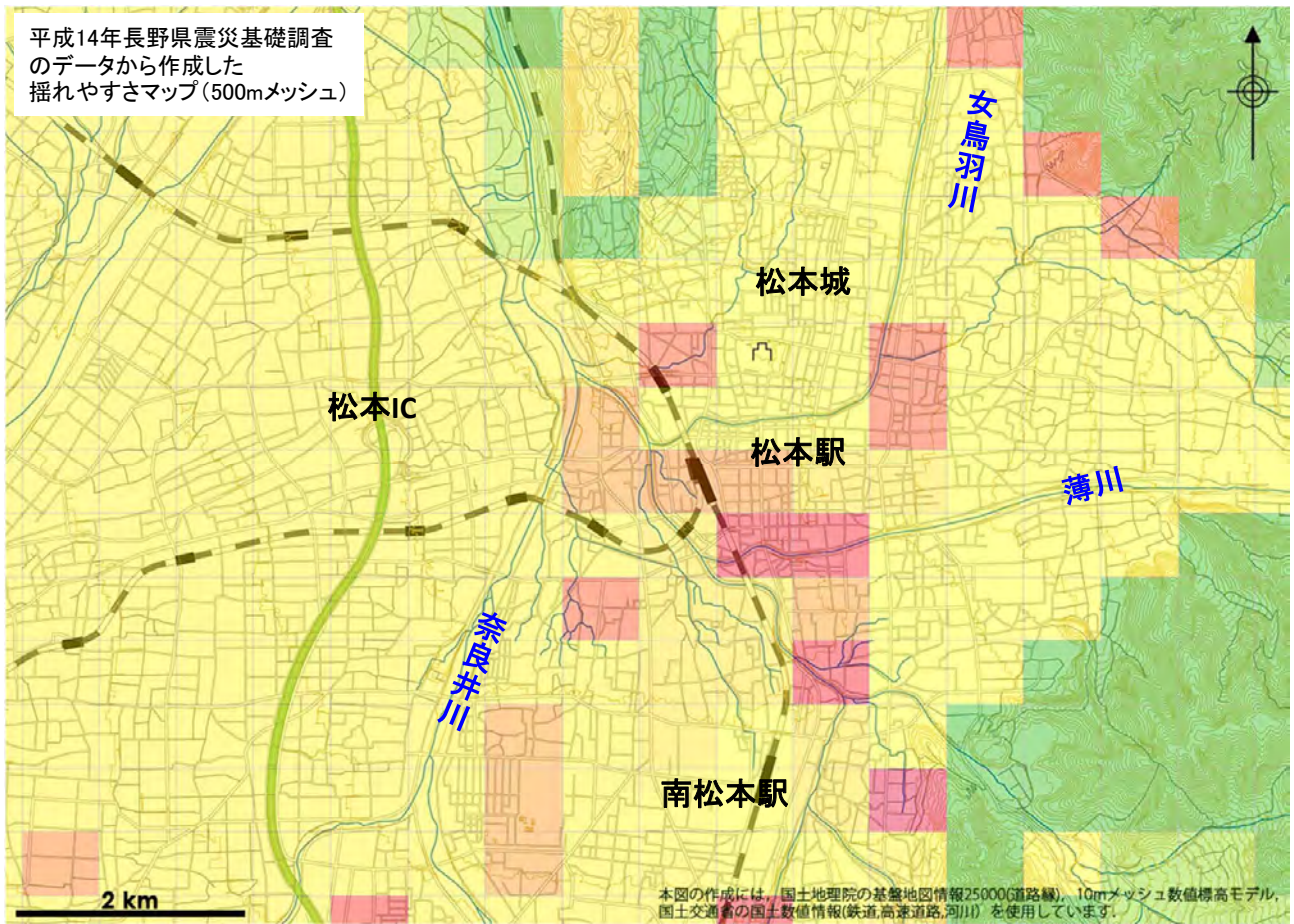 平成14年長野県震災基礎調査
のデータから作成した
揺れやすさマップ(500mメッシュ)
女鳥羽川
松本城
松本IC
松本駅
薄川
奈良井川
南松本駅
2 km
本図の作成には，国土地理院の基盤地図情報25000(道路縁)，10mメッシュ数値標高モデル，
国土交通省の国土数値情報(鉄道,高速道路,河川）を使用しています．